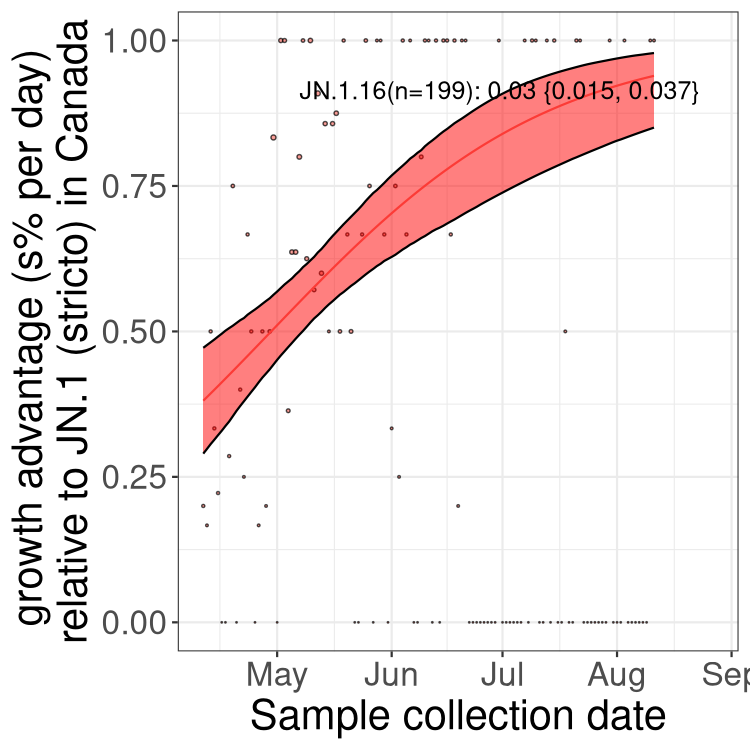 growth advantage (s% per day)
relative to JN.1 (stricto) in Canada
1.00
0.75
0.50
0.25
0.00
JN.1.16(n=199): 0.03 {0.015, 0.037}
May Jun Jul Aug Sep
Sample collection date